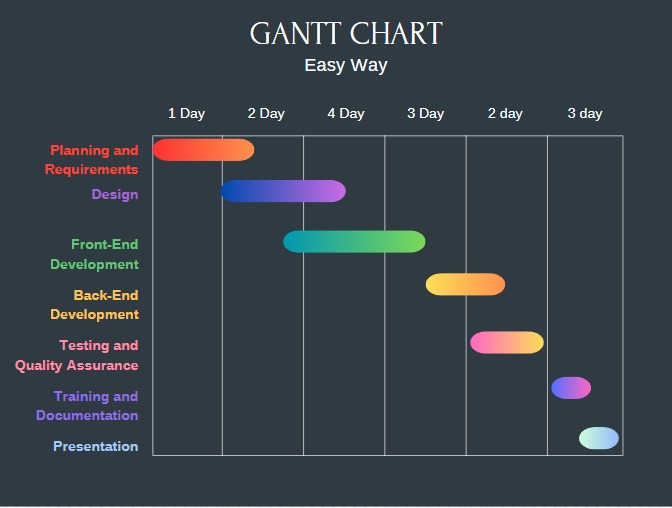 GANTT CHART
Easy Way
1 Day 2 Day 4 Day 3 Day 2 day 3 day
Planning and
Requirements
Design
Front-End
Development
Back-End
Development
Testing and
Quality Assurance
Training and
Documentation
Presentation